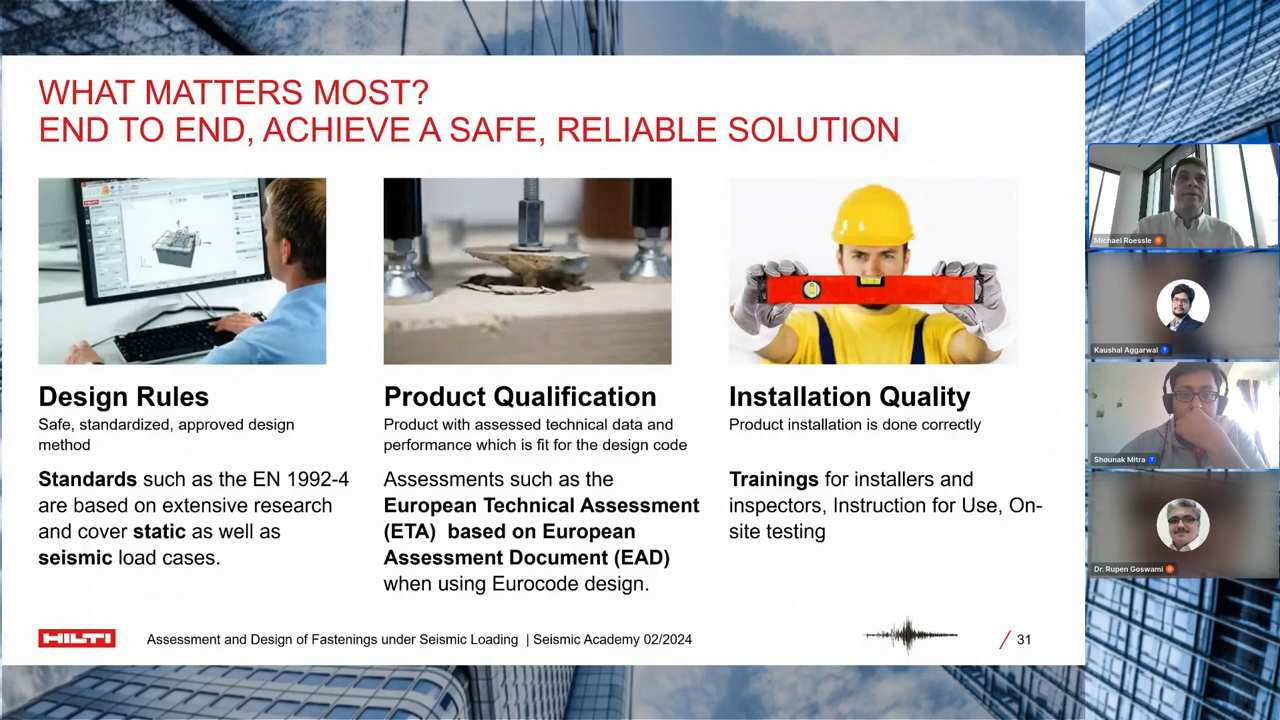 WHAT MATTERS MOST?
END TO END, ACHIEVE A SAFE, RELIABLE SOLUTION
HILTI
Design Rules
Safe, standardized, approved design
method
Standards such as the EN 1992-4
are based on extensive research
and cover static as well as
seismic load cases.
Product Qualification
Product with assessed technical data and
performance which is fit for the design code
Assessments such as the
European Technical Assessment
(ETA)  based on European
Assessment Document (EAD)
when using Eurocode design.
Installation Quality
Product installation is done correctly
Trainings for installers and
inspectors, Instruction for Use, On-
site testing
HILTI
Assessment and Design of Fastenings under Seismic Loading | Seismic Academy 02/2024
/ 31
Michael Roessle
Kaushal Aggarwal
Shounak Mitra
Dr. Rupen Goswami